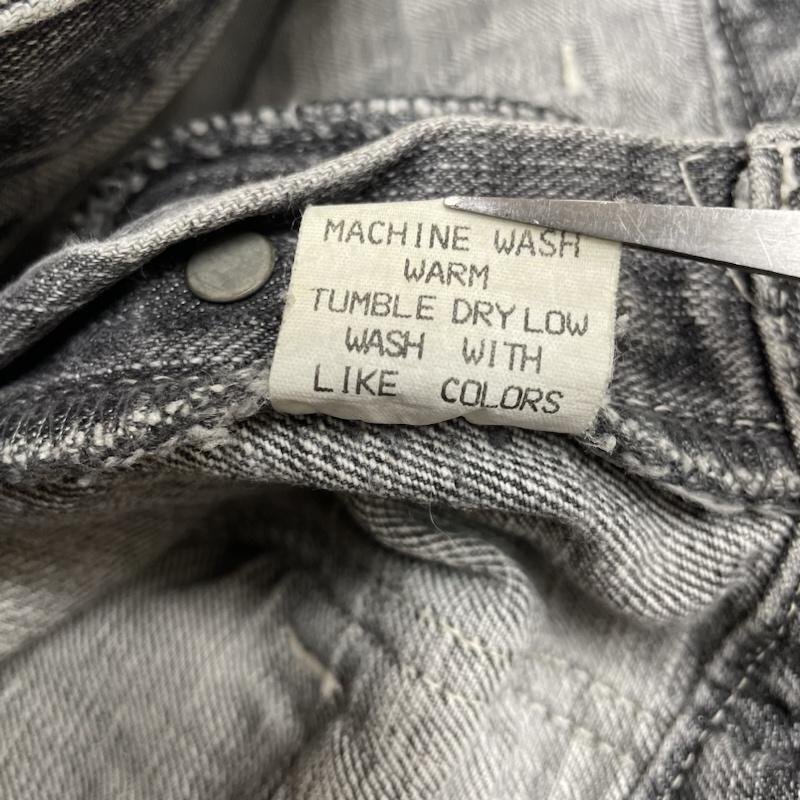 MACHINE WASH
WARM
TUMBLE DRY LOW
WASH WITH
LIKE COLORS